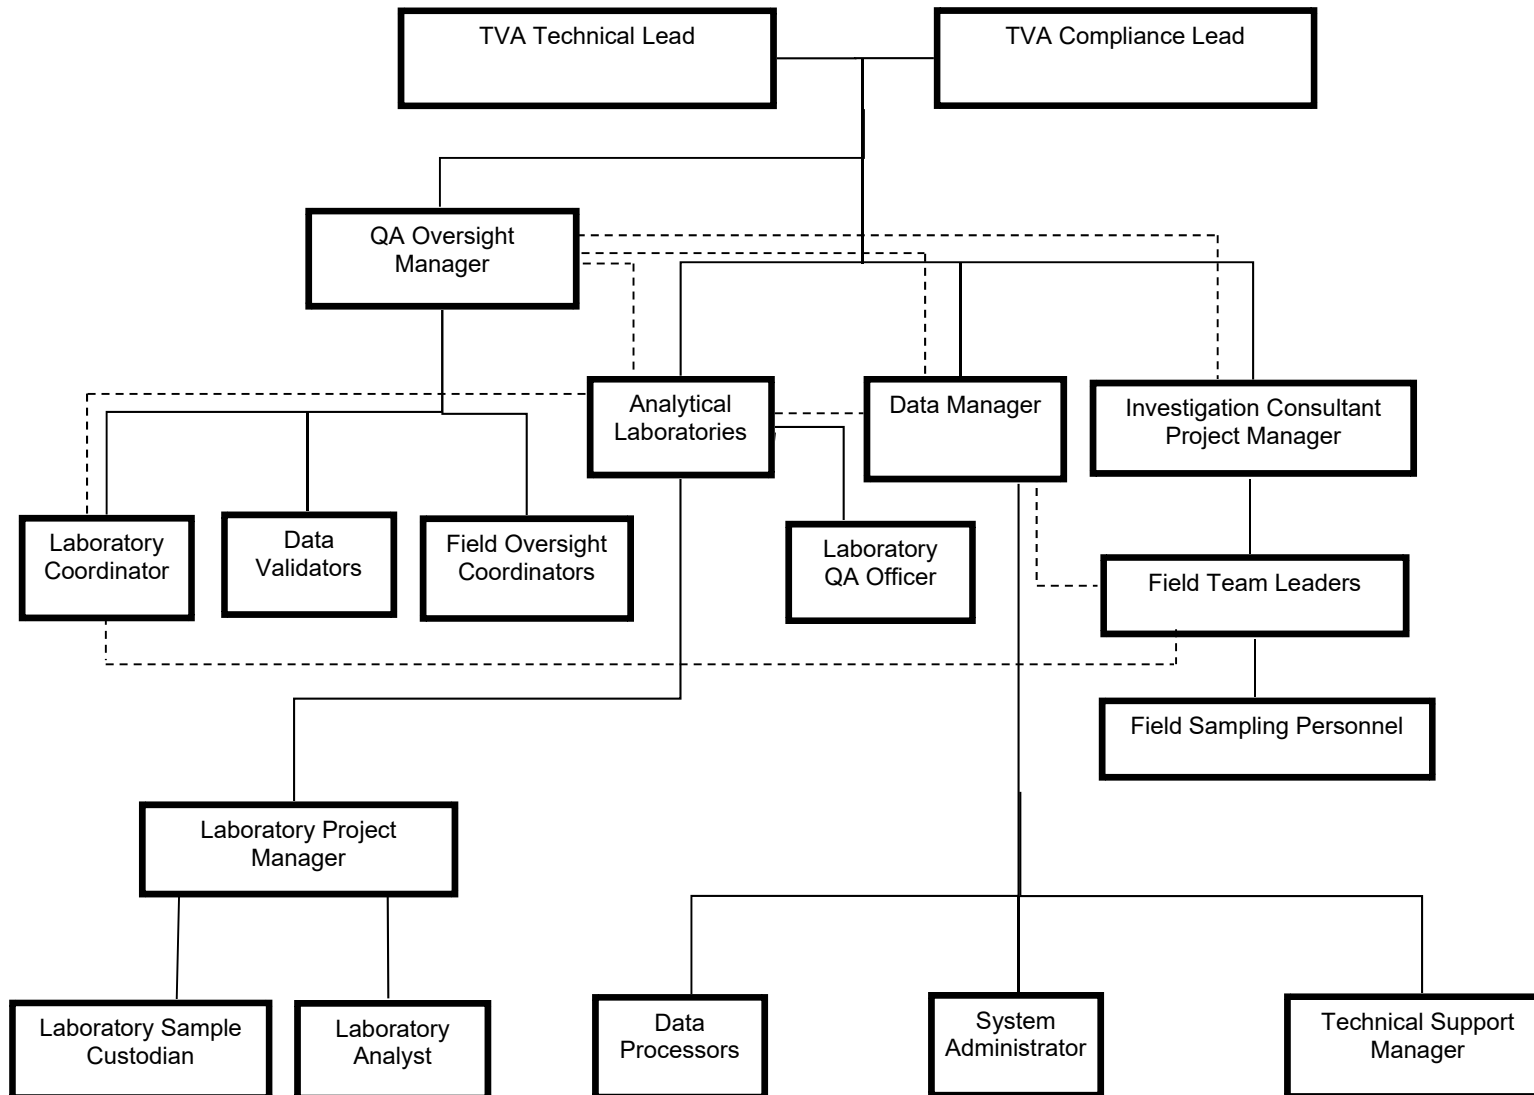 TVA Technical Lead
TVA Compliance Lead
QA Oversight
Manager
Analytical
Laboratories
Data Manager
Investigation Consultant
Project Manager
Laboratory
Coordinator
Data
Validators
Field Oversight
Coordinators
Laboratory
QA Officer
Field Team Leaders
Field Sampling Personnel
Laboratory Project
Manager
Laboratory Sample
Custodian
Laboratory
Analyst
Data
Processors
System
Administrator
Technical Support
Manager